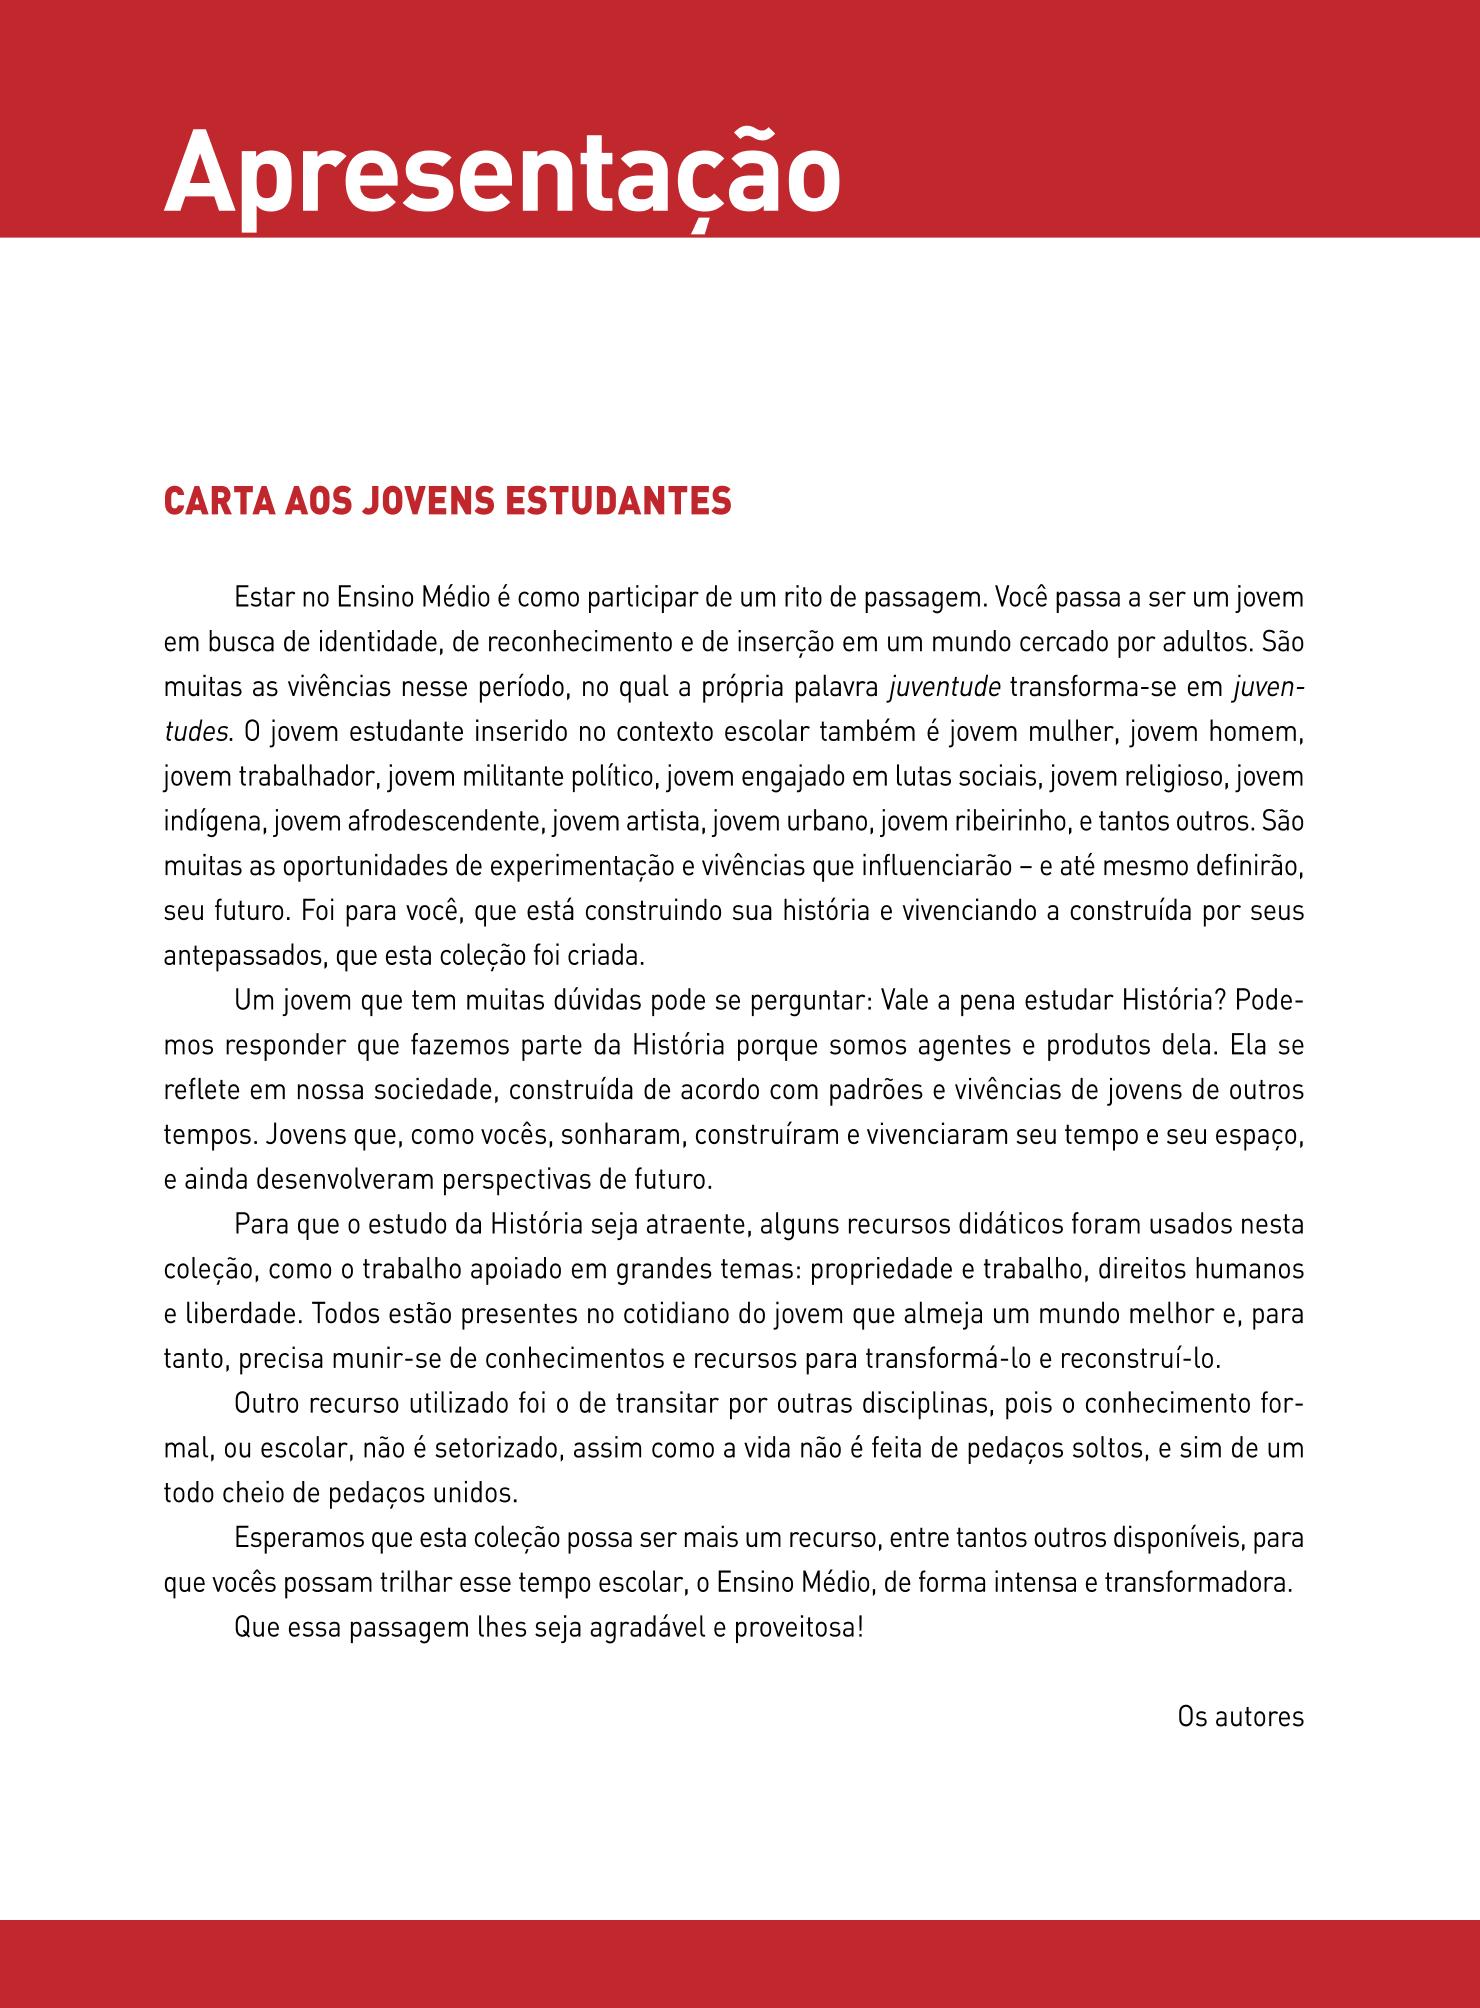 Apresentação
CARTA AOS JOVENS ESTUDANTES
Estar no Ensino Médio é como participar de um rito de passagem. Você passa a ser um jovem
em busca de identidade, de reconhecimento e de inserção em um mundo cercado por adultos. São
muitas as vivências nesse período, no qual a própria palavra juventude transforma-se em juven-
tudes. O jovem estudante inserido no contexto escolar também é jovem mulher, jovem homem,
jovem trabalhador, jovem militante político, jovem engajado em lutas sociais, jovem religioso, jovem
indígena, jovem afrodescendente, jovem artista, jovem urbano, jovem ribeirinho, e tantos outros. São
muitas as oportunidades de experimentação e vivências que influenciarão – e até mesmo definirão,
seu futuro. Foi para você, que está construindo sua história e vivenciando a construída por seus
antepassados, que esta coleção foi criada.
Um jovem que tem muitas dúvidas pode se perguntar: Vale a pena estudar História? Pode-
mos responder que fazemos parte da História porque somos agentes e produtos dela. Ela se
reflete em nossa sociedade, construída de acordo com padrões e vivências de jovens de outros
tempos. Jovens que, como vocês, sonharam, construíram e vivenciaram seu tempo e seu espaço,
e ainda desenvolveram perspectivas de futuro.
Para que o estudo da História seja atraente, alguns recursos didáticos foram usados nesta
coleção, como o trabalho apoiado em grandes temas: propriedade e trabalho, direitos humanos
e liberdade. Todos estão presentes no cotidiano do jovem que almeja um mundo melhor e, para
tanto, precisa munir-se de conhecimentos e recursos para transformá-lo e reconstruí-lo.
Outro recurso utilizado foi o de transitar por outras disciplinas, pois o conhecimento for-
mal, ou escolar, não é setorizado, assim como a vida não é feita de pedaços soltos, e sim de um
todo cheio de pedaços unidos.
Esperamos que esta coleção possa ser mais um recurso, entre tantos outros disponíveis, para
que vocês possam trilhar esse tempo escolar, o Ensino Médio, de forma intensa e transformadora.
Que essa passagem lhes seja agradável e proveitosa!
Os autores